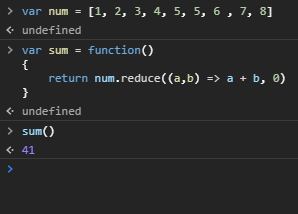 var num = [1, 2, 3, 4, 5, 5, 6 , 7, 8]
undefined
var sum = function()
{
    return num.reduce((a,b) => a + b, 0)
}
undefined
sum()
41